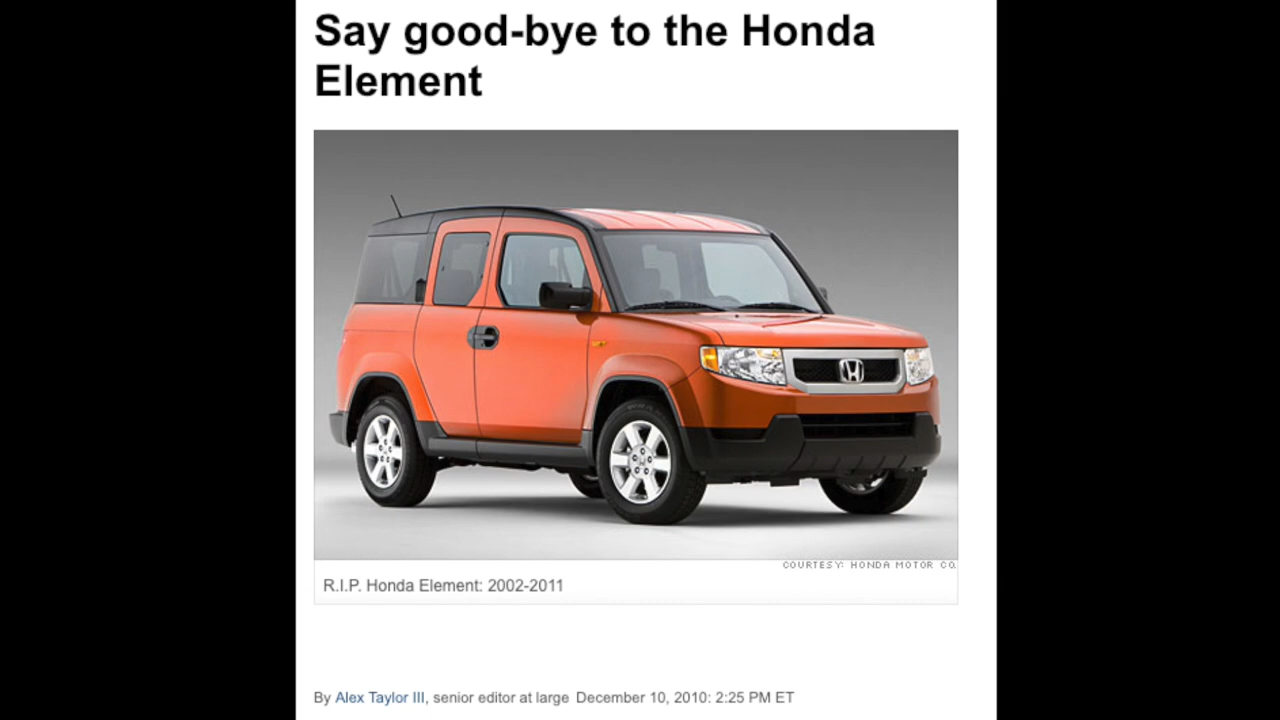 Say good-bye to the Honda
Element
COURTESY: HONDA MOTOR CO.
R.I.P. Honda Element: 2002-2011
By Alex Taylor III, senior editor at large December 10, 2010: 2:25 PM ET